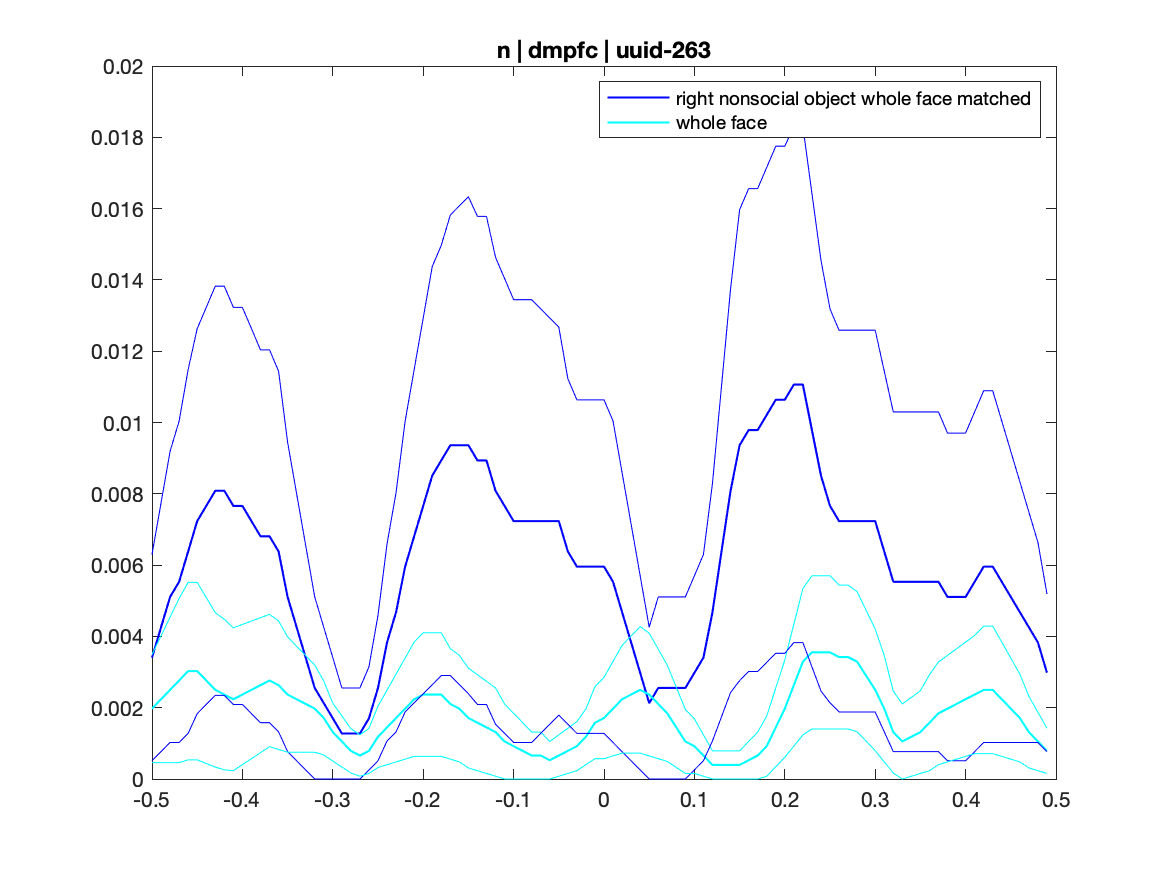 n | dmpfc | uuid-263
right nonsocial object whole face matched
whole face
0.02
0.018
0.016
0.014
0.012
0.01
0.008
0.006
0.004
0.002
0
-0.5 -0.4 -0.3 -0.2 -0.1 0 0.1 0.2 0.3 0.4 0.5